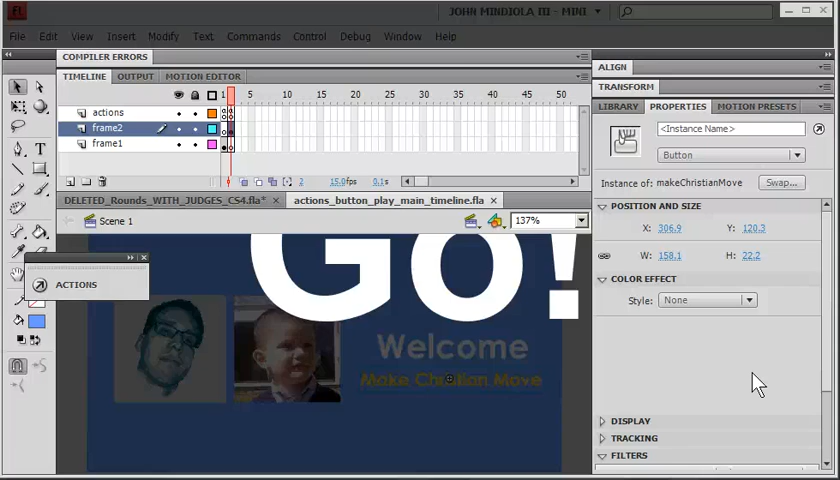 Fl
JOHN MINDIOLA III - MINI
File Edit View Insert Modify Text Commands Control Debug Window Help
COMPILER ERRORS
TIMELINE OUTPUT MOTION EDITOR
1 5 10 15 20 25 30 35 40 45 50
actions
frame2
frame1
2 15.0fps 0.1s
DELETED_Rounds_WITH_JUDGES_CS4.fla* actions_button_play_main_timeline.fla
Scene 1 137%
ACTIONS
Go!
Welcome
Make Christian Move
ALIGN
TRANSFORM
LIBRARY PROPERTIES MOTION PRESETS
<Instance Name>
Button
Instance of: makeChristianMove Swap...
POSITION AND SIZE
X: 306.9 Y: 120.3
W: 158.1 H: 22.2
COLOR EFFECT
Style: None
DISPLAY
TRACKING
FILTERS